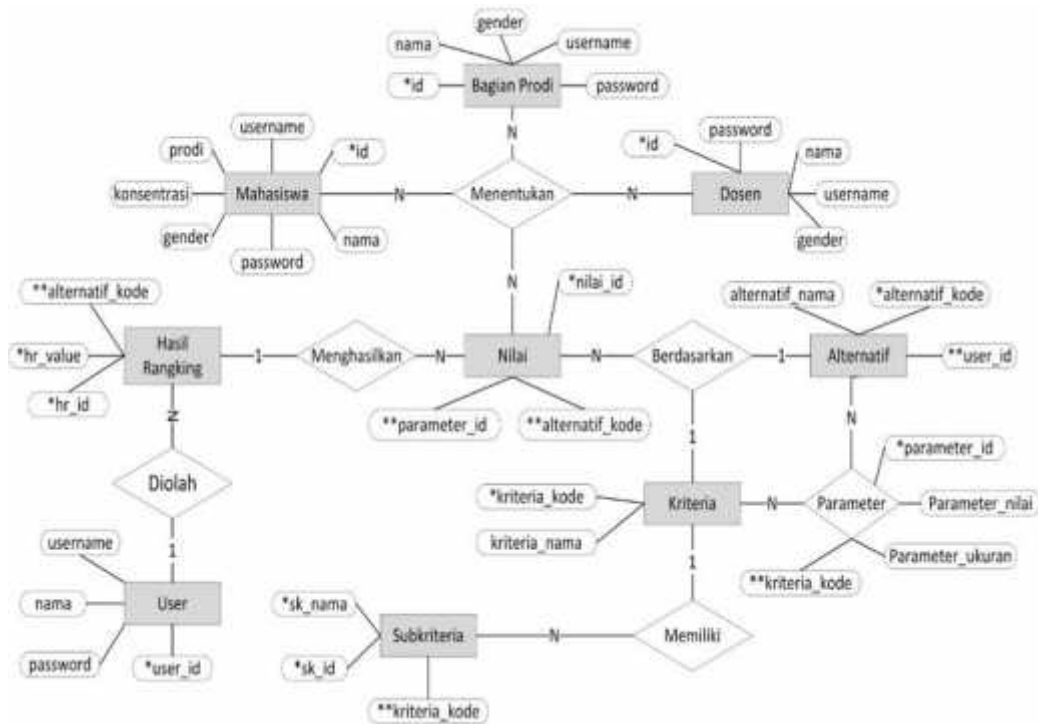 gender
nama
username
*id
Bagian Prodi
password
username
N
password
prodi
*id
*id
nama
konsentrasi
Mahasiswa
N
Menentukan
N
Dosen
username
gender
nama
gender
password
N
**alternatif_kode
*nilai_id
alternatif_nama
*alternatif_kode
*hr_value
Hasil
Rangking
1
Menghasilkan
N
Nilai
N
Berdasarkan
1
Alternatif
**user_id
*hr_id
**parameter_id
**alternatif_kode
N
N
1
*parameter_id
Diolah
*kriteria_kode
Kriteria
N
Parameter
Parameter_nilai
kriteria_nama
username
1
1
Parameter_ukuran
**kriteria_kode
nama
User
*sk_nama
Subkriteria
N
Memiliki
password
*user_id
*sk_id
**kriteria_kode